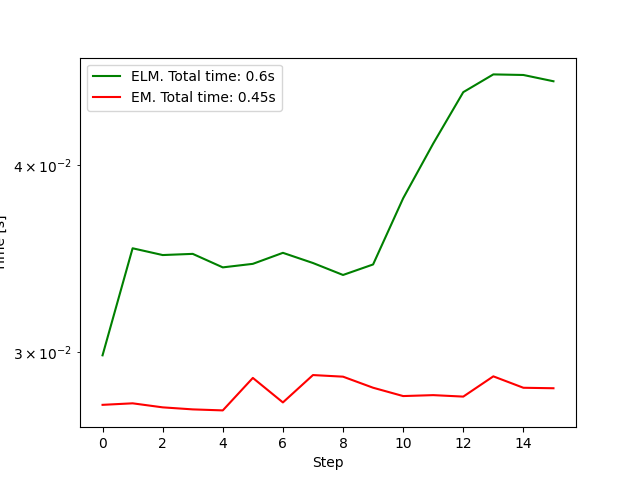 ELM. Total time: 0.6s
EM. Total time: 0.45s
4 × 10⁻²
3 × 10⁻²
[s]
0 2 4 6 8 10 12 14
Step